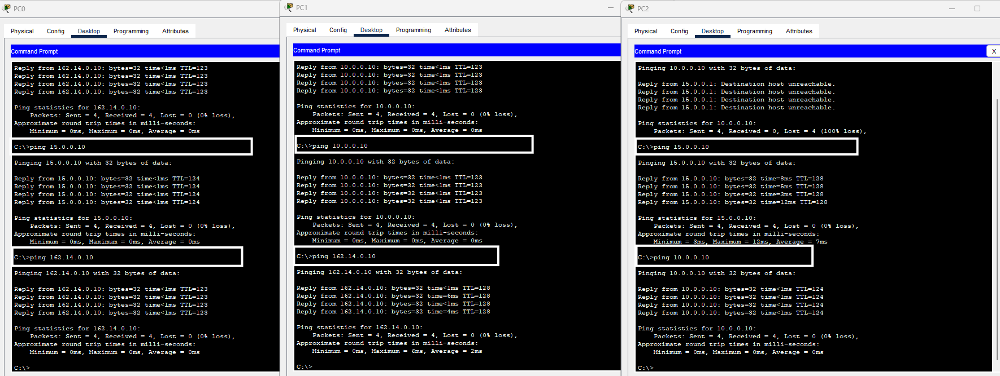 PC0
Physical Config Desktop Programming Attributes
Command Prompt
Reply from 162.14.0.10: bytes=32 time<1ms TTL=123
Reply from 162.14.0.10: bytes=32 time<1ms TTL=123
Reply from 162.14.0.10: bytes=32 time<1ms TTL=123
Reply from 162.14.0.10: bytes=32 time<1ms TTL=123
Ping statistics for 162.14.0.10:
Packets: Sent = 4, Received = 4, Lost = 0 (0% loss),
Approximate round trip times in milli-seconds:
Minimum = 0ms, Maximum = 0ms, Average = 0ms
C:\>ping 15.0.0.10
Pinging 15.0.0.10 with 32 bytes of data:
Reply from 15.0.0.10: bytes=32 time<1ms TTL=124
Reply from 15.0.0.10: bytes=32 time<1ms TTL=124
Reply from 15.0.0.10: bytes=32 time<1ms TTL=124
Reply from 15.0.0.10: bytes=32 time<1ms TTL=124
Ping statistics for 15.0.0.10:
Packets: Sent = 4, Received = 4, Lost = 0 (0% loss),
Approximate round trip times in milli-seconds:
Minimum = 0ms, Maximum = 0ms, Average = 0ms
C:\>ping 162.14.0.10
Pinging 162.14.0.10 with 32 bytes of data:
Reply from 162.14.0.10: bytes=32 time<1ms TTL=123
Reply from 162.14.0.10: bytes=32 time<1ms TTL=123
Reply from 162.14.0.10: bytes=32 time<1ms TTL=123
Reply from 162.14.0.10: bytes=32 time<1ms TTL=123
Ping statistics for 162.14.0.10:
Packets: Sent = 4, Received = 4, Lost = 0 (0% loss),
Approximate round trip times in milli-seconds:
Minimum = 0ms, Maximum = 0ms, Average = 0ms
C:\>
PC1
Physical Config Desktop Programming Attributes
Command Prompt
Reply from 10.0.0.10: bytes=32 time<1ms TTL=123
Reply from 10.0.0.10: bytes=32 time<1ms TTL=123
Reply from 10.0.0.10: bytes=32 time<1ms TTL=123
Reply from 10.0.0.10: bytes=32 time<1ms TTL=123
Ping statistics for 10.0.0.10:
Packets: Sent = 4, Received = 4, Lost = 0 (0% loss),
Approximate round trip times in milli-seconds:
Minimum = 0ms, Maximum = 0ms, Average = 0ms
C:\>ping 10.0.0.10
Pinging 10.0.0.10 with 32 bytes of data:
Reply from 10.0.0.10: bytes=32 time<1ms TTL=123
Reply from 10.0.0.10: bytes=32 time<1ms TTL=123
Reply from 10.0.0.10: bytes=32 time<1ms TTL=123
Reply from 10.0.0.10: bytes=32 time<1ms TTL=123
Ping statistics for 10.0.0.10:
Packets: Sent = 4, Received = 4, Lost = 0 (0% loss),
Approximate round trip times in milli-seconds:
Minimum = 0ms, Maximum = 0ms, Average = 0ms
C:\>ping 162.14.0.10
Pinging 162.14.0.10 with 32 bytes of data:
Reply from 162.14.0.10: bytes=32 time<1ms TTL=128
Reply from 162.14.0.10: bytes=32 time=6ms TTL=128
Reply from 162.14.0.10: bytes=32 time<1ms TTL=128
Reply from 162.14.0.10: bytes=32 time=4ms TTL=128
Ping statistics for 162.14.0.10:
Packets: Sent = 4, Received = 4, Lost = 0 (0% loss),
Approximate round trip times in milli-seconds:
Minimum = 0ms, Maximum = 6ms, Average = 2ms
C:\>
PC2
Physical Config Desktop Programming Attributes
Command Prompt X
Pinging 10.0.0.10 with 32 bytes of data:
Reply from 15.0.0.1: Destination host unreachable.
Reply from 15.0.0.1: Destination host unreachable.
Reply from 15.0.0.1: Destination host unreachable.
Reply from 15.0.0.1: Destination host unreachable.
Ping statistics for 10.0.0.10:
Packets: Sent = 4, Received = 0, Lost = 4 (100% loss),
C:\>ping 15.0.0.10
Pinging 15.0.0.10 with 32 bytes of data:
Reply from 15.0.0.10: bytes=32 time=8ms TTL=128
Reply from 15.0.0.10: bytes=32 time=5ms TTL=128
Reply from 15.0.0.10: bytes=32 time=3ms TTL=128
Reply from 15.0.0.10: bytes=32 time=12ms TTL=128
Ping statistics for 15.0.0.10:
Packets: Sent = 4, Received = 4, Lost = 0 (0% loss),
Approximate round trip times in milli-seconds:
Minimum = 3ms, Maximum = 12ms, Average = 7ms
C:\>ping 10.0.0.10
Pinging 10.0.0.10 with 32 bytes of data:
Reply from 10.0.0.10: bytes=32 time<1ms TTL=124
Reply from 10.0.0.10: bytes=32 time<1ms TTL=124
Reply from 10.0.0.10: bytes=32 time<1ms TTL=124
Reply from 10.0.0.10: bytes=32 time<1ms TTL=124
Ping statistics for 10.0.0.10:
Packets: Sent = 4, Received = 4, Lost = 0 (0% loss),
Approximate round trip times in milli-seconds:
Minimum = 0ms, Maximum = 0ms, Average = 0ms
C:\>